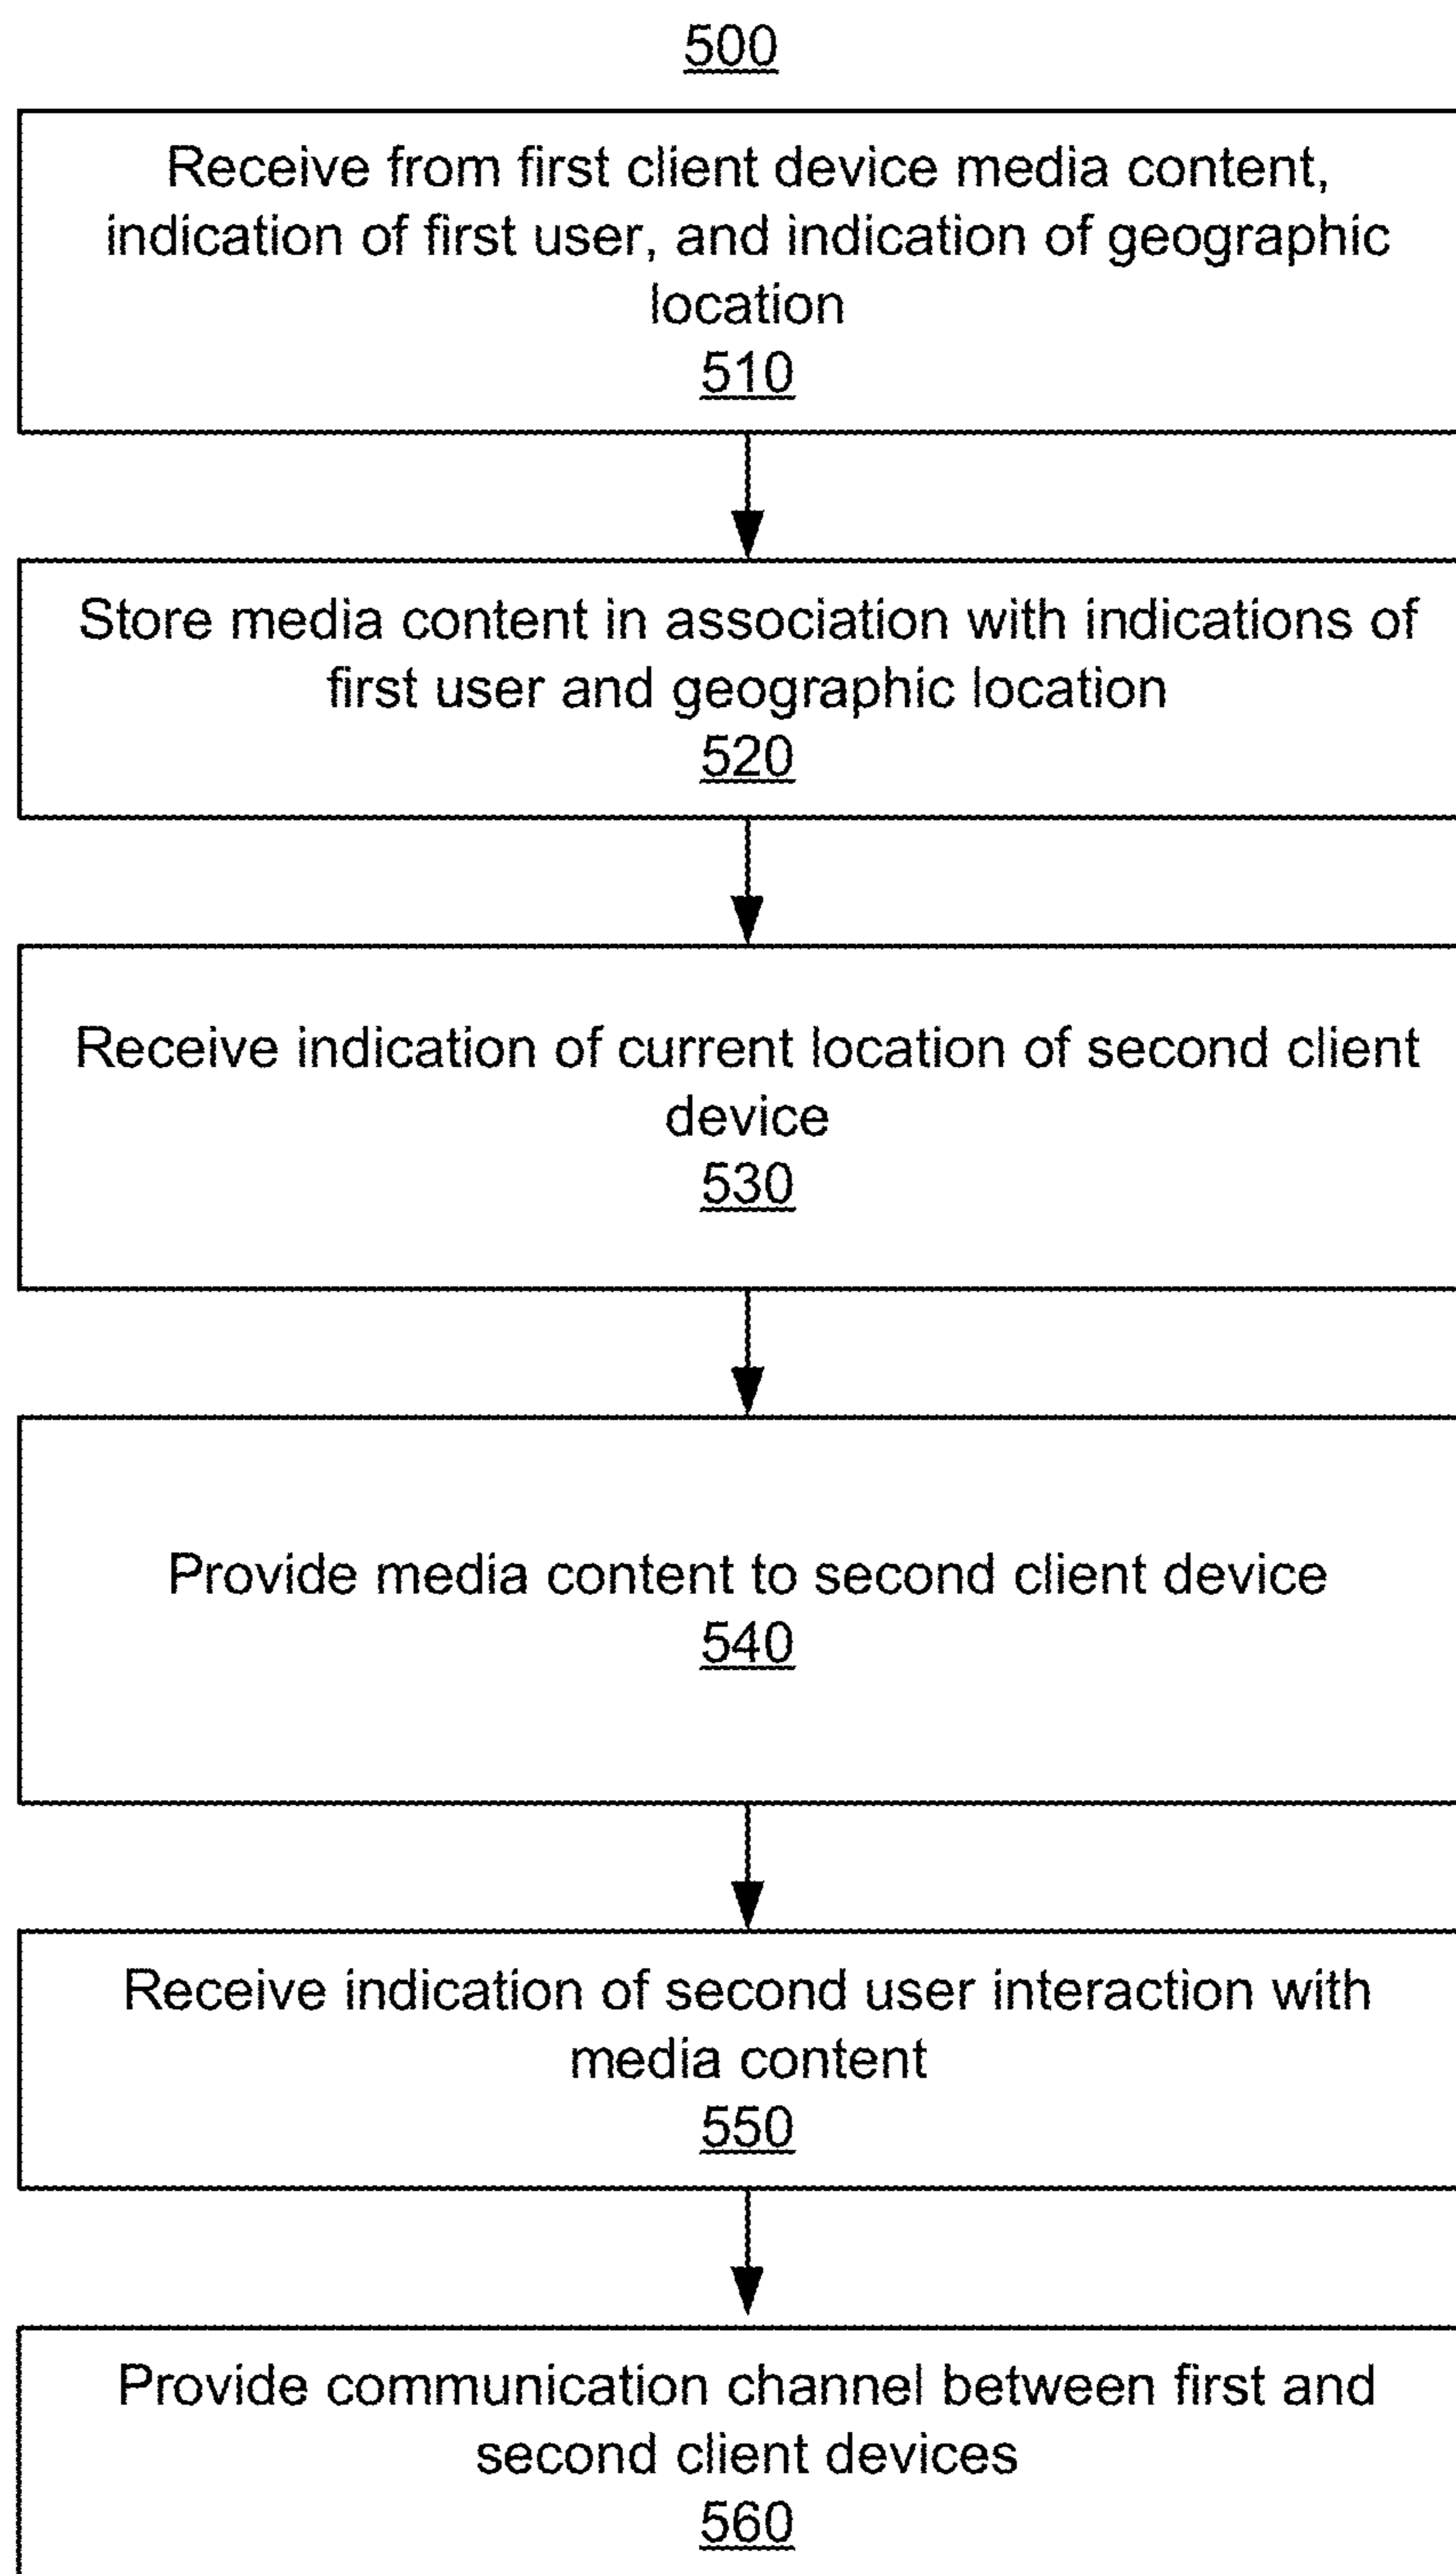 500
Receive from first client device media content,
indication of first user, and indication of geographic
location
510
Store media content in association with indications of
first user and geographic location
520
Receive indication of current location of second client
device
530
Provide media content to second client device
540
Receive indication of second user interaction with
media content
550
Provide communication channel between first and
second client devices
560